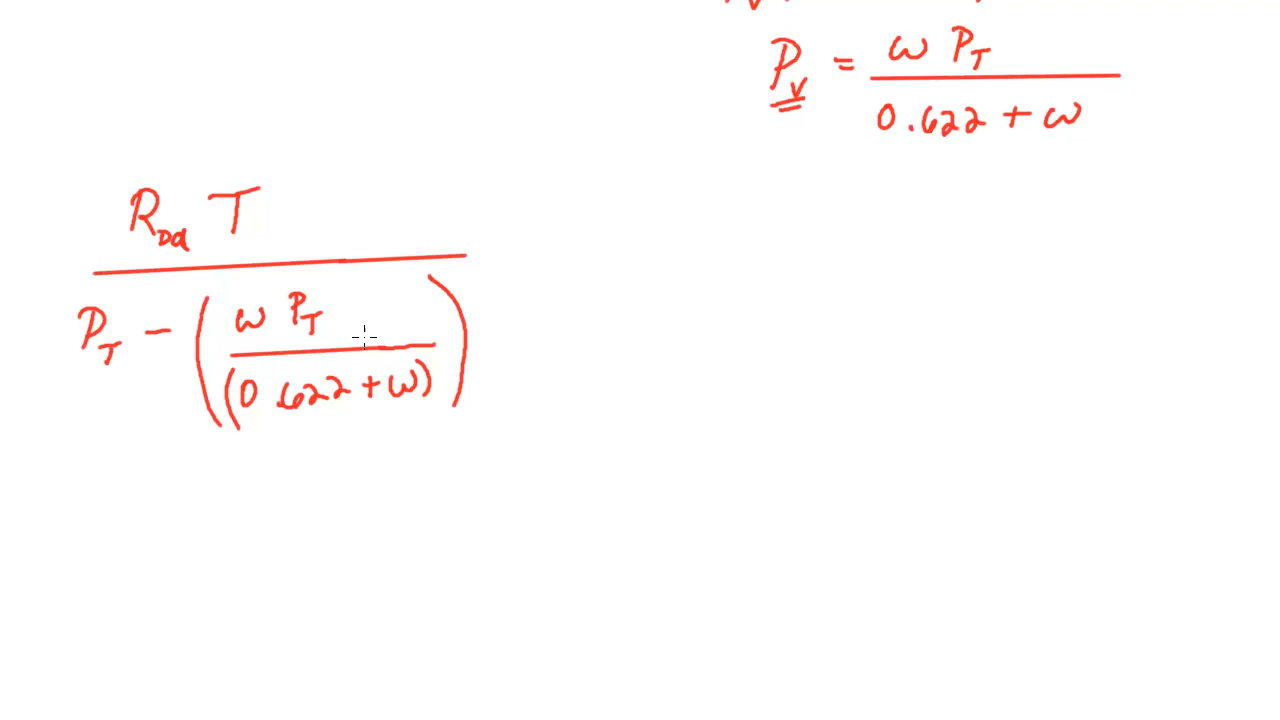 P_V = ω P_T / (0.622 + ω)
R_Da T
P_T - (ω P_T / (0.622 + ω))